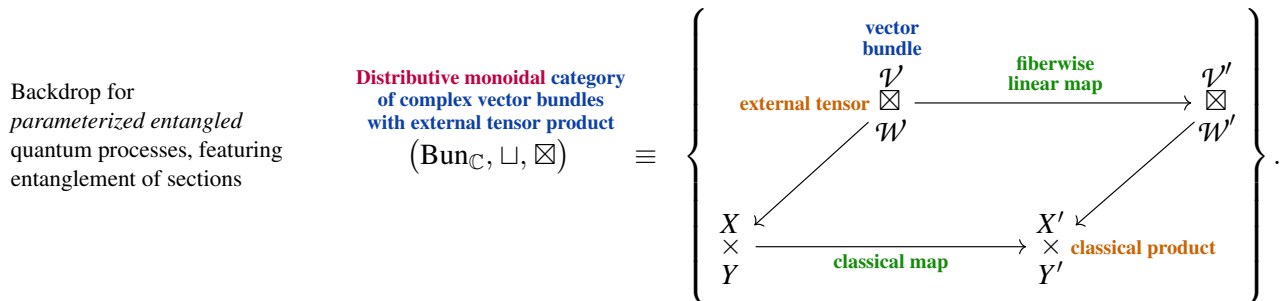 Backdrop for
parameterized entangled
quantum processes, featuring
entanglement of sections
Distributive monoidal category
of complex vector bundles
with external tensor product
(Bun_ℂ, ⊔, ⊠) ≡
vector
bundle
𝒱
external tensor ⊠
𝒲
fiberwise
linear map
𝒱′
⊠
𝒲′
X
×
Y
classical map
X′
× classical product
Y′
.